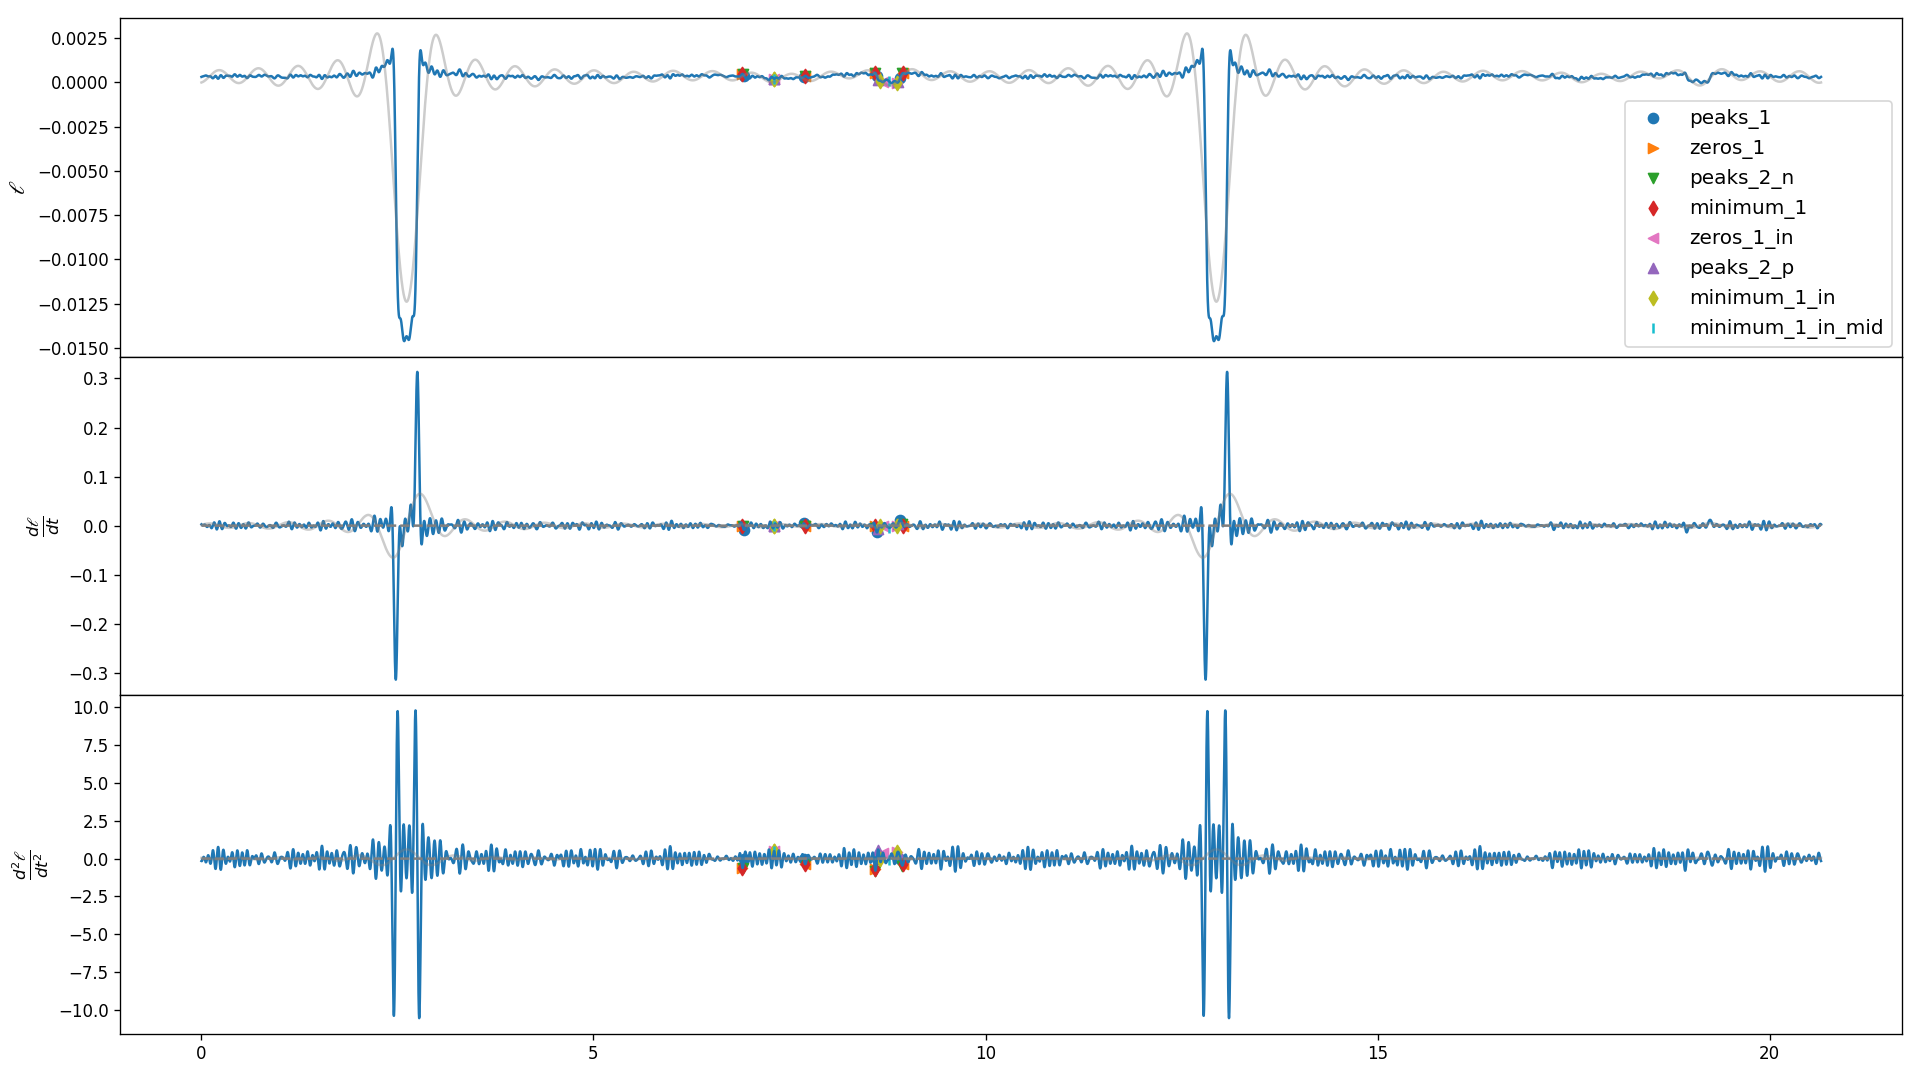 0.0025
0.0000
−0.0025
−0.0050
−0.0075
−0.0100
−0.0125
−0.0150
ℓ
peaks_1
zeros_1
peaks_2_n
minimum_1
zeros_1_in
peaks_2_p
minimum_1_in
minimum_1_in_mid
0.3
0.2
0.1
0.0
−0.1
−0.2
−0.3
dℓ
dt
10.0
7.5
5.0
2.5
0.0
−2.5
−5.0
−7.5
−10.0
d²ℓ
dt²
0 5 10 15 20